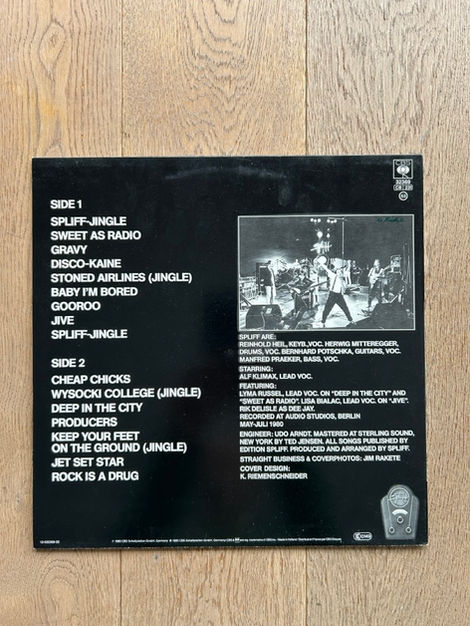 CBS
32369
CB 231
SIDE 1
SPLIFF-JINGLE
SWEET AS RADIO
GRAVY
DISCO-KAINE
STONED AIRLINES (JINGLE)
BABY I'M BORED
GOOROO
JIVE
SPLIFF-JINGLE
SIDE 2
CHEAP CHICKS
WYSOCKI COLLEGE (JINGLE)
DEEP IN THE CITY
PRODUCERS
KEEP YOUR FEET
ON THE GROUND (JINGLE)
JET SET STAR
ROCK IS A DRUG
SPLIFF ARE:
REINHOLD HEIL, KEYB.,VOC. HERWIG MITTEREGGER,
DRUMS, VOC. BERNHARD POTSCHKA, GUITARS, VOC.
MANFRED PRAEKER, BASS, VOC.
STARRING:
ALF KLIMAX, LEAD VOC.
FEATURING:
LYMA RUSSEL, LEAD VOC. ON "DEEP IN THE CITY" AND
"SWEET AS RADIO". LISA BIALAC, LEAD VOC. ON "JIVE".
RIK DELISLE AS DEE JAY.
RECORDED AT AUDIO STUDIOS, BERLIN
MAY-JULI 1980
ENGINEER: UDO ARNDT. MASTERED AT STERLING SOUND,
NEW YORK BY TED JENSEN. ALL SONGS PUBLISHED BY
EDITION SPLIFF. PRODUCED AND ARRANGED BY SPLIFF.
STRAIGHT BUSINESS & COVERPHOTOS: JIM RAKETE
COVER DESIGN:
K. RIEMENSCHNEIDER